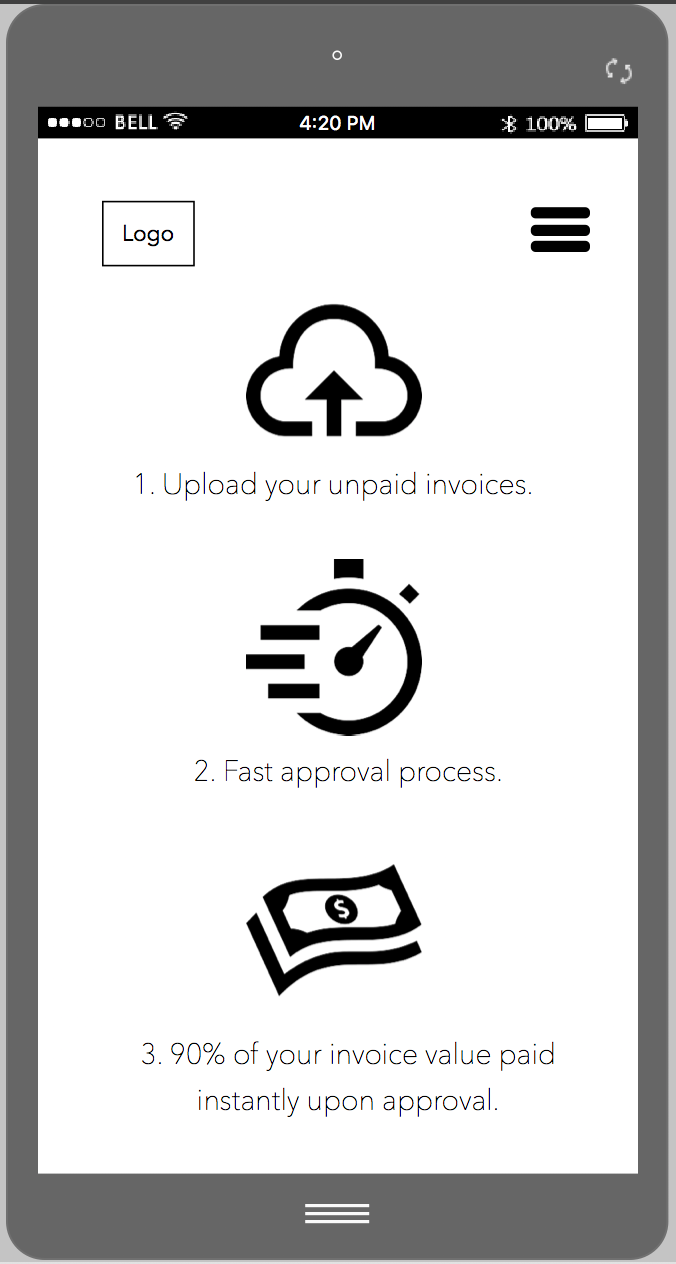 BELL 4:20 PM 100%
Logo
1. Upload your unpaid invoices.
2. Fast approval process.
$
3. 90% of your invoice value paid
instantly upon approval.